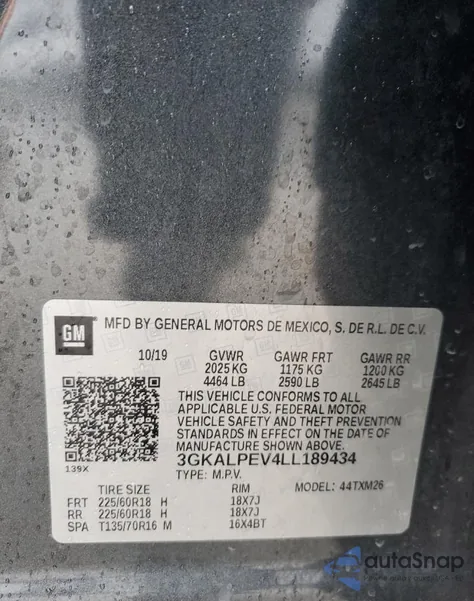 GM MFD BY GENERAL MOTORS DE MEXICO, S. DE R.L. DE C.V.
10/19 GVWR GAWR FRT GAWR RR
2025 KG 1175 KG 1200 KG
4464 LB 2590 LB 2645 LB
THIS VEHICLE CONFORMS TO ALL
APPLICABLE U.S. FEDERAL MOTOR
VEHICLE SAFETY AND THEFT PREVENTION
STANDARDS IN EFFECT ON THE DATE OF
MANUFACTURE SHOWN ABOVE.
139X 3GKALPEV4LL189434
TYPE: M.P.V. MODEL: 44TXM26
TIRE SIZE RIM
FRT 225/60R18 H 18X7J
RR 225/60R18 H 18X7J
SPA T135/70R16 M 16X4BT
autaSnap